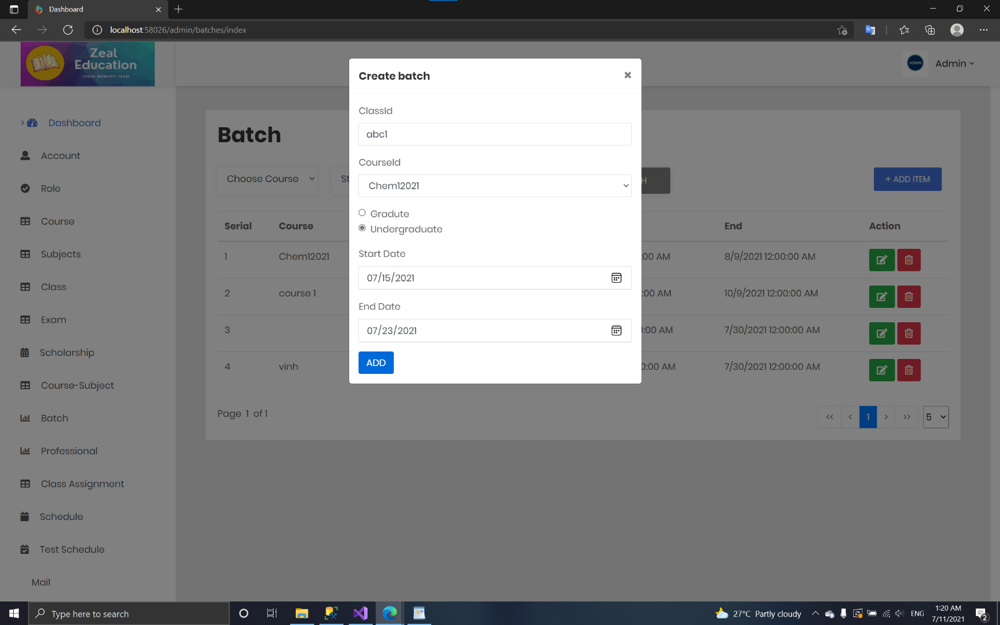 Dashboard
localhost:58026/admin/batches/index
Zeal
Education
LOGIN MEMORY TEAM
ADMIN
Admin
Dashboard
Account
Role
Course
Subjects
Class
Exam
Scholarship
Course-Subject
Batch
Professional
Class Assignment
Schedule
Test Schedule
Mail
Batch
Choose Course
St
H
+ ADD ITEM
Serial Course End Action
1 Chem12021 :00 AM 8/9/2021 12:00:00 AM
2 course 1 :00 AM 10/9/2021 12:00:00 AM
3 :00 AM 7/30/2021 12:00:00 AM
4 vinh 0:00 AM 7/30/2021 12:00:00 AM
Page 1 of 1
<< < 1 > >> 5
Create batch
ClassId
abc1
CourseId
Chem12021
Gradute
Undergraduate
Start Date
07/15/2021
End Date
07/23/2021
ADD
Type here to search
27°C Partly cloudy
ENG
1:20 AM
7/11/2021
2